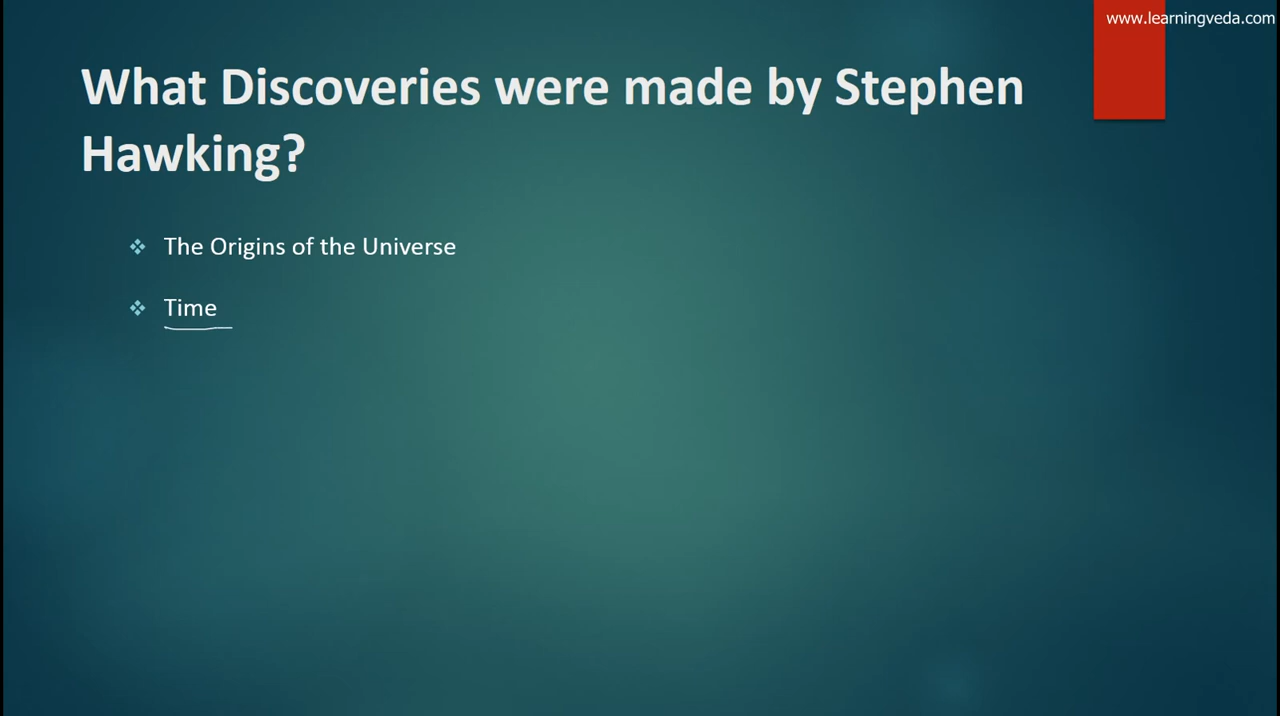 www.learningveda.com
What Discoveries were made by Stephen
Hawking?
The Origins of the Universe
Time